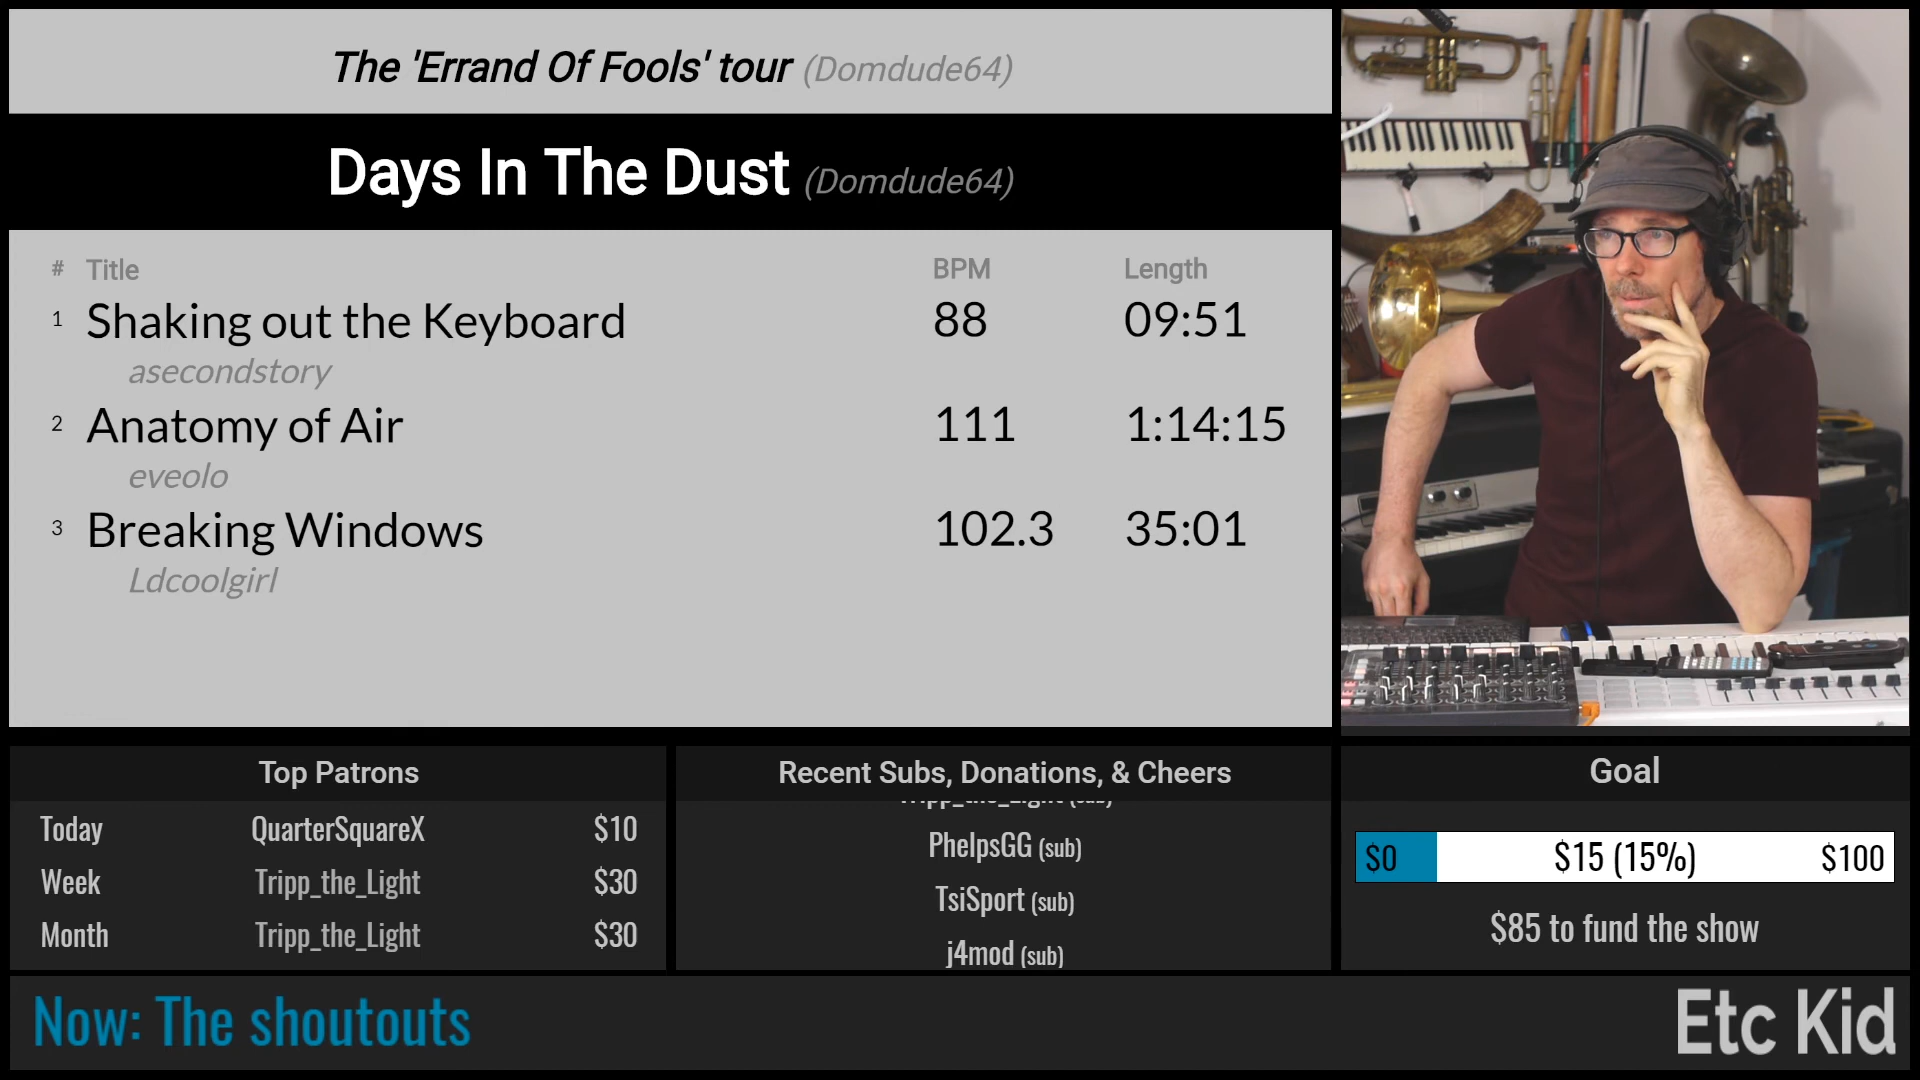 The 'Errand Of Fools' tour (Domdude64)
Days In The Dust (Domdude64)
# Title BPM Length
1 Shaking out the Keyboard 88 09:51
asecondstory
2 Anatomy of Air 111 1:14:15
eveolo
3 Breaking Windows 102.3 35:01
Ldcoolgirl
Top Patrons
Today QuarterSquareX $10
Week Tripp_the_Light $30
Month Tripp_the_Light $30
Recent Subs, Donations, & Cheers
Tripp_the_Light (sub)
PhelpsGG (sub)
TsiSport (sub)
j4mod (sub)
Goal
$0 $15 (15%) $100
$85 to fund the show
Now: The shoutouts
Etc Kid